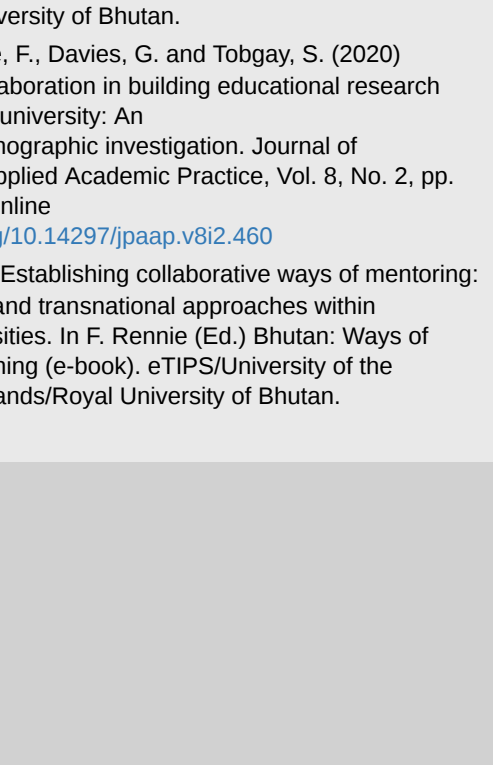 versity of Bhutan.
e, F., Davies, G. and Tobgay, S. (2020)
aboration in building educational research
university: An
nographic investigation. Journal of
pplied Academic Practice, Vol. 8, No. 2, pp.
nline
g/10.14297/jpaap.v8i2.460
Establishing collaborative ways of mentoring:
and transnational approaches within
sities. In F. Rennie (Ed.) Bhutan: Ways of
ning (e-book). eTIPS/University of the
ands/Royal University of Bhutan.